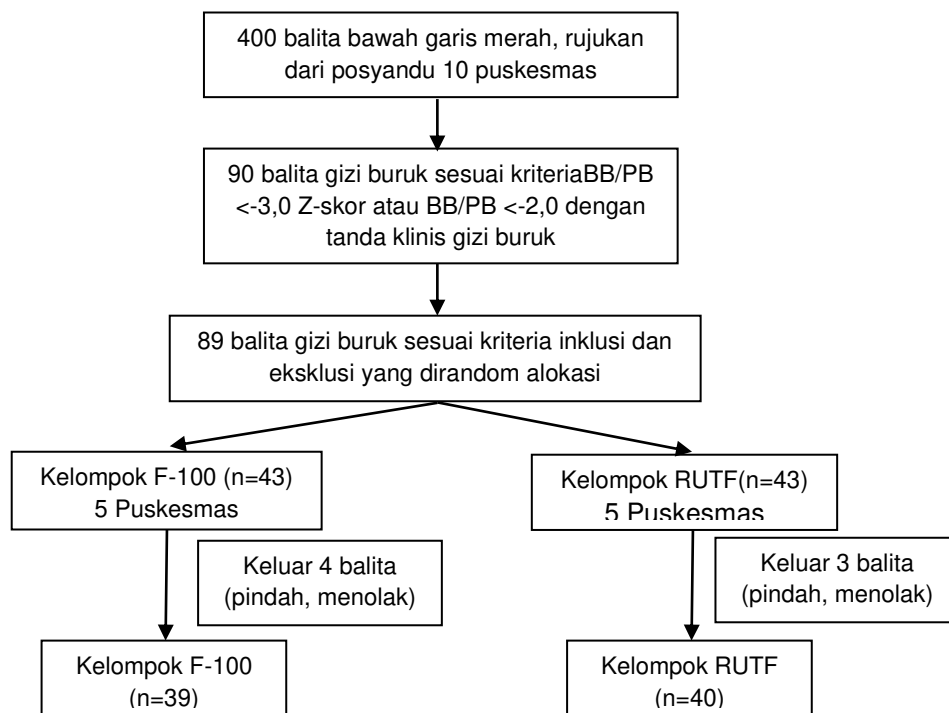 400 balita bawah garis merah, rujukan
dari posyandu 10 puskesmas
90 balita gizi buruk sesuai kriteriaBB/PB
<-3,0 Z-skor atau BB/PB <-2,0 dengan
tanda klinis gizi buruk
89 balita gizi buruk sesuai kriteria inklusi dan
eksklusi yang dirandom alokasi
Kelompok F-100 (n=43)
5 Puskesmas
Kelompok RUTF(n=43)
5 Puskesmas
Keluar 4 balita
(pindah, menolak)
Keluar 3 balita
(pindah, menolak)
Kelompok F-100
(n=39)
Kelompok RUTF
(n=40)